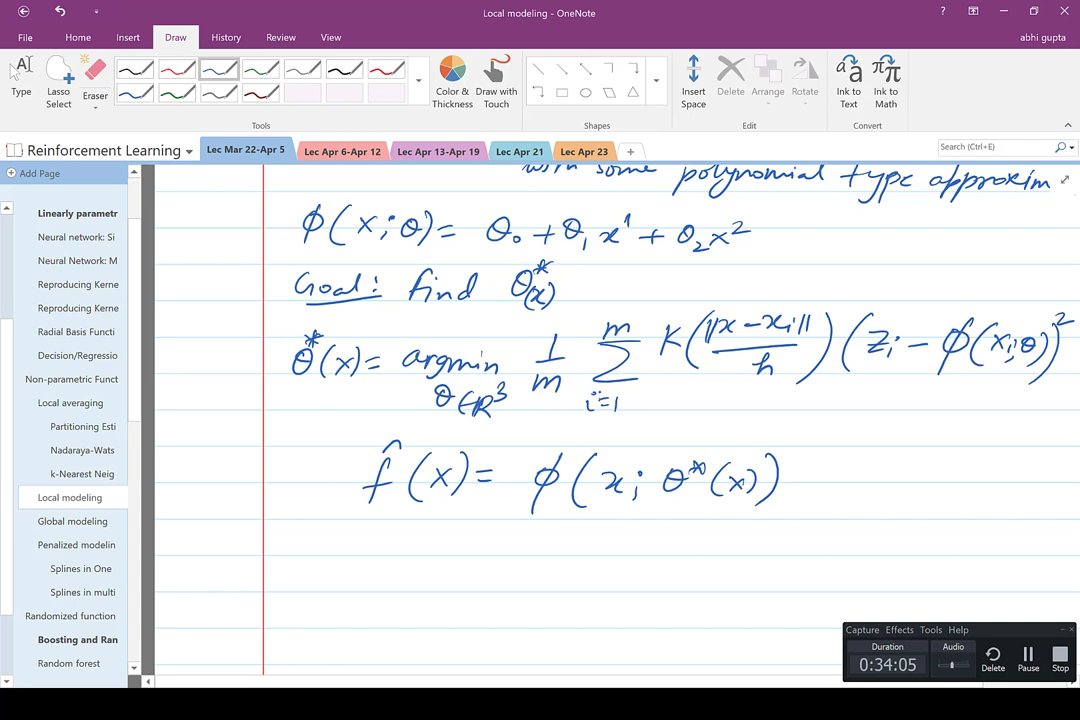 Local modeling - OneNote
File Home Insert Draw History Review View
abhi gupta
Type
Lasso Select
Eraser
Color & Thickness
Draw with Touch
Insert Space
Delete
Arrange
Rotate
Ink to Text
Ink to Math
Tools
Shapes
Edit
Convert
Reinforcement Learning
Lec Mar 22-Apr 5
Lec Apr 6-Apr 12
Lec Apr 13-Apr 19
Lec Apr 21
Lec Apr 23
Search (Ctrl+E)
Add Page
Linearly parametr
Neural network: Si
Neural Network: M
Reproducing Kerne
Reproducing Kerne
Radial Basis Functi
Decision/Regressio
Non-parametric Funct
Local averaging
Partitioning Esti
Nadaraya-Wats
k-Nearest Neig
Local modeling
Global modeling
Penalized modelin
Splines in One
Splines in multi
Randomized function
Boosting and Ran
Random forest
with some polynomial type approxim
φ(x;θ) = θ₀ + θ₁ x¹ + θ₂ x²
Goal: find θ*(x)
θ*(x) = argmin_{θ∈R³} 1/m ∑_{i=1}^{m} K(||x - xᵢ||/h) (zᵢ - φ(xᵢ;θ))²
f̂(x) = φ(x; θ*(x))
Capture Effects Tools Help
Duration
0:34:05
Audio
Delete
Pause
Stop